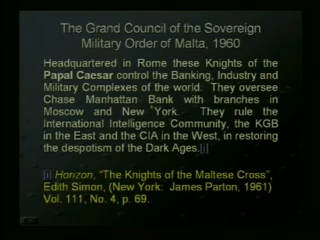 The Grand Council of the Sovereign
Military Order of Malta, 1960
Headquartered in Rome these Knights of the
Papal Caesar control the Banking, Industry and
Military Complexes of the world. They oversee
Chase Manhattan Bank with branches in
Moscow and New York. They rule the
International Intelligence Community, the KGB
in the East and the CIA in the West, in restoring
the despotism of the Dark Ages.[i]
[i] Horizon, “The Knights of the Maltese Cross”,
Edith Simon, (New York: James Parton, 1961)
Vol. 111, No. 4, p. 69.